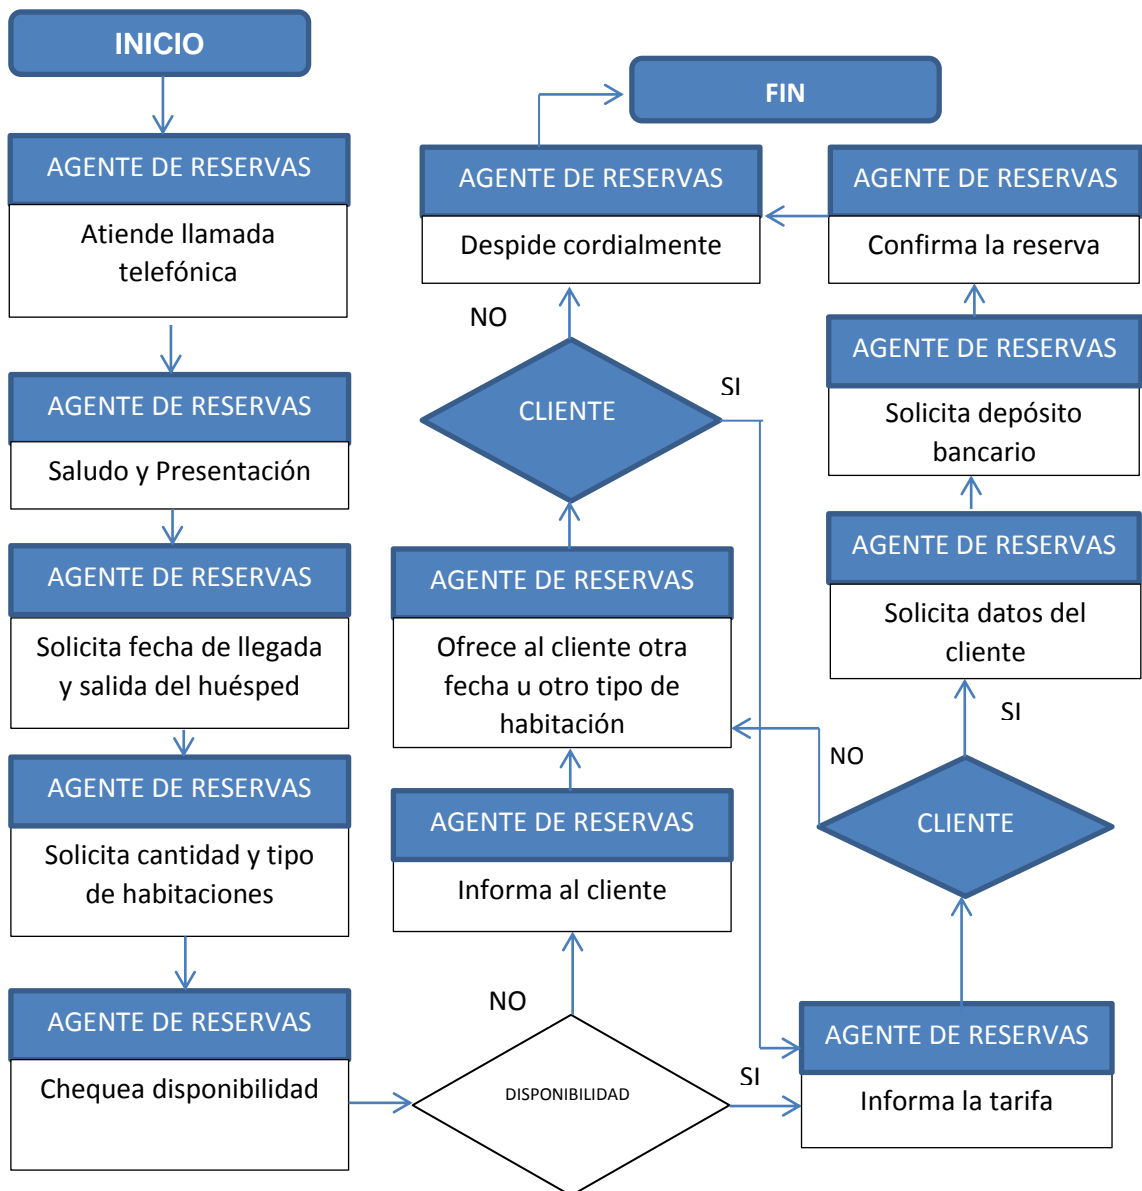 INICIO
AGENTE DE RESERVAS
Atiende llamada
telefónica
AGENTE DE RESERVAS
Saludo y Presentación
AGENTE DE RESERVAS
Solicita fecha de llegada
y salida del huésped
AGENTE DE RESERVAS
Solicita cantidad y tipo
de habitaciones
AGENTE DE RESERVAS
Chequea disponibilidad
DISPONIBILIDAD
NO
SI
AGENTE DE RESERVAS
Informa al cliente
AGENTE DE RESERVAS
Ofrece al cliente otra
fecha u otro tipo de
habitación
CLIENTE
NO
SI
AGENTE DE RESERVAS
Despide cordialmente
FIN
AGENTE DE RESERVAS
Informa la tarifa
CLIENTE
NO
SI
AGENTE DE RESERVAS
Solicita datos del
cliente
AGENTE DE RESERVAS
Solicita depósito
bancario
AGENTE DE RESERVAS
Confirma la reserva